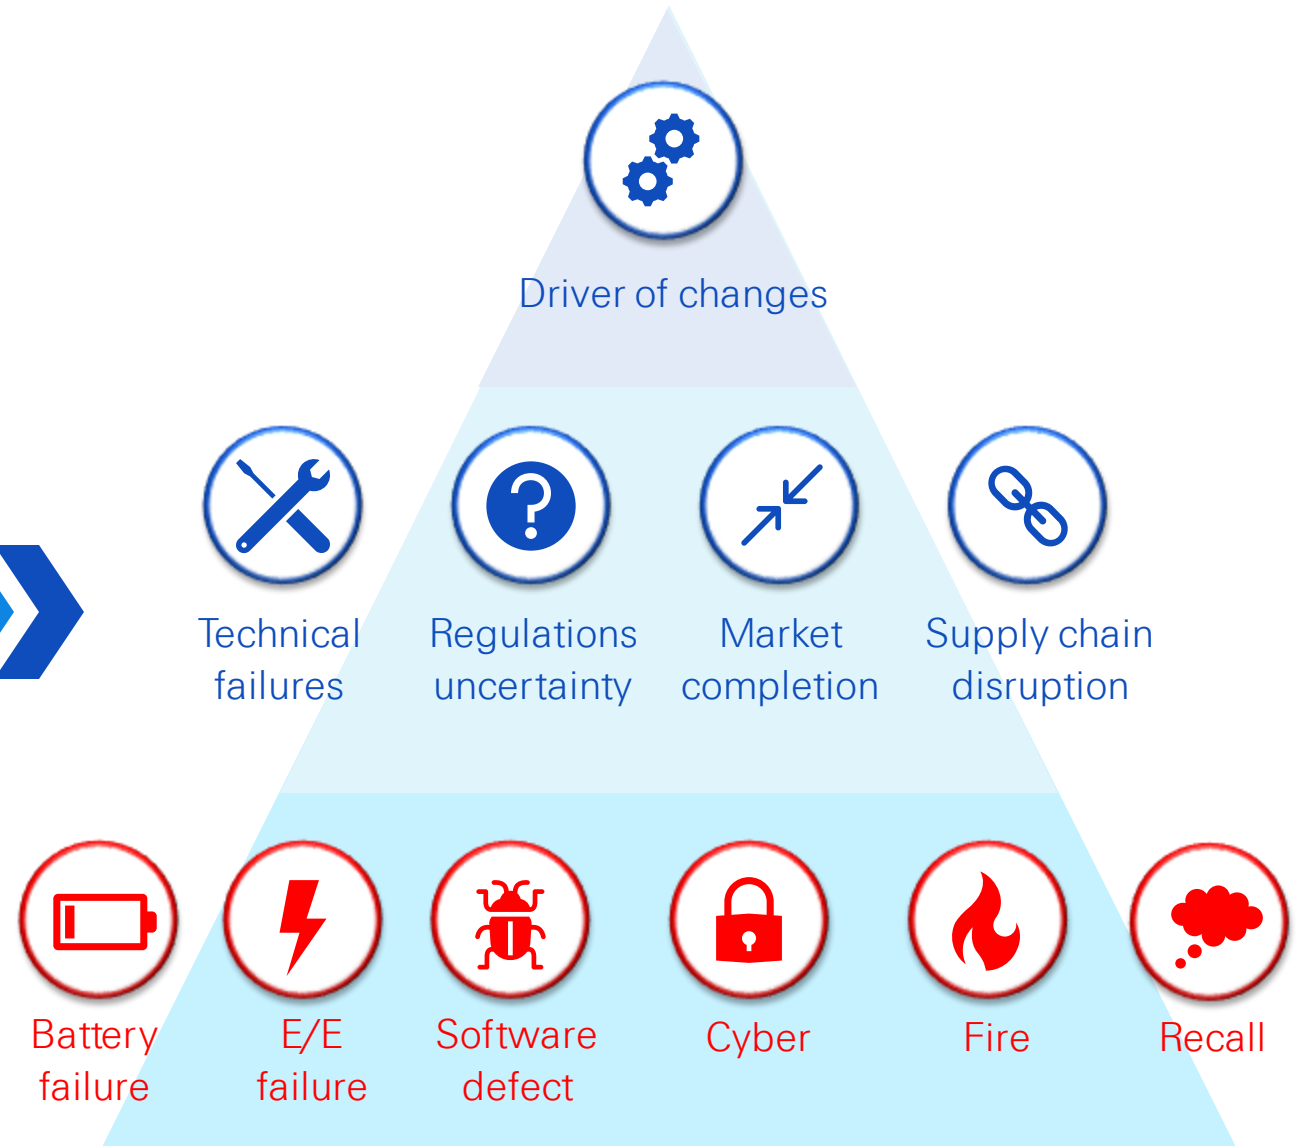 Driver of changes
Technical
failures
Regulations
uncertainty
Market
completion
Supply chain
disruption
Battery
failure
E/E
failure
Software
defect
Cyber
Fire
Recall